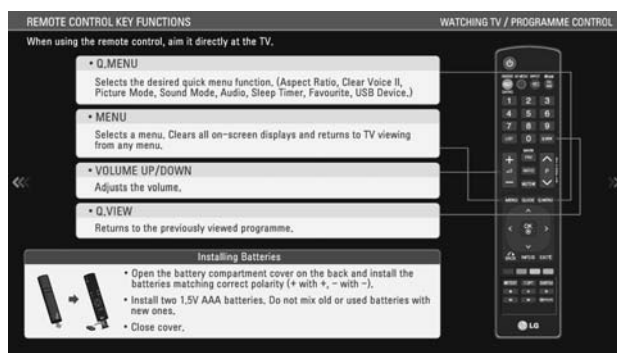 REMOTE CONTROL KEY FUNCTIONS
WATCHING TV / PROGRAMME CONTROL
When using the remote control, aim it directly at the TV.
• Q.MENU
Selects the desired quick menu function. (Aspect Ratio, Clear Voice II,
Picture Mode, Sound Mode, Audio, Sleep Timer, Favourite, USB Device.)
• MENU
Selects a menu. Clears all on-screen displays and returns to TV viewing
from any menu.
• VOLUME UP/DOWN
Adjusts the volume.
• Q.VIEW
Returns to the previously viewed programme.
Installing Batteries
• Open the battery compartment cover on the back and install the
batteries matching correct polarity (+ with +, - with -).
• Install two 1,5V AAA batteries. Do not mix old or used batteries with
new ones.
• Close cover.
1 2 3
4 5 6
7 8 9
0
+
P
-
MENU GUIDE Q.MENU
OK
LG